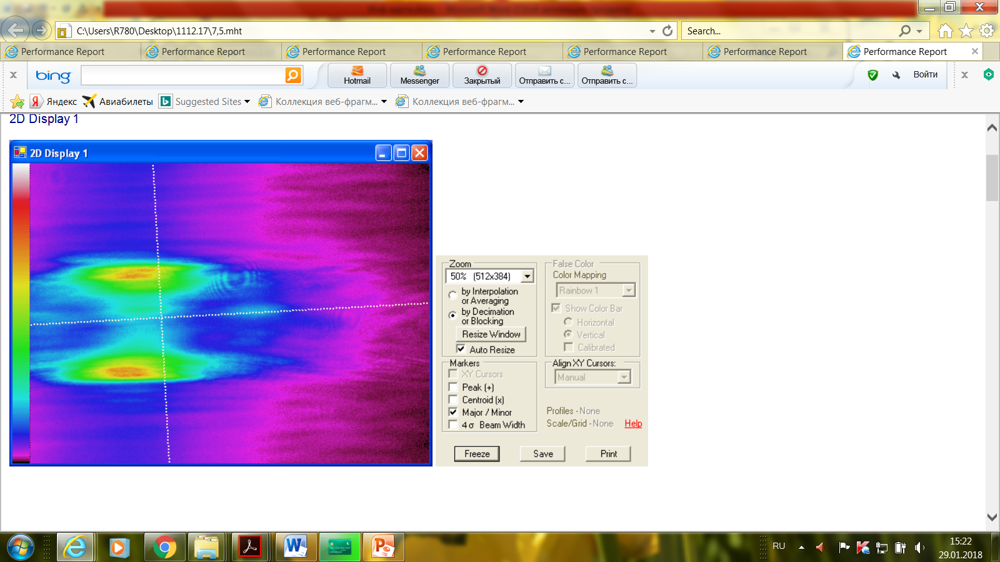 C:\Users\R780\Desktop\1112.17\7,5.mht
Search...
Performance Report
Performance Report
Performance Report
Performance Report
Performance Report
Performance Report
Performance Report
bing
Hotmail
Messenger
Закрытый
Отправить с...
Отправить с...
Войти
Яндекс
Авиабилеты
Suggested Sites
Коллекция веб-фрагм...
Коллекция веб-фрагм...
2D Display 1
2D Display 1
Zoom
50% (512x384)
by Interpolation
or Averaging
by Decimation
or Blocking
Resize Window
Auto Resize
Markers
XY Cursors
Peak (+)
Centroid (x)
Major / Minor
4 σ Beam Width
False Color
Color Mapping
Rainbow 1
Show Color Bar
Horizontal
Vertical
Calibrated
Align XY Cursors:
Manual
Profiles - None
Scale/Grid - None
Help
Freeze
Save
Print
RU
15:22
29.01.2018